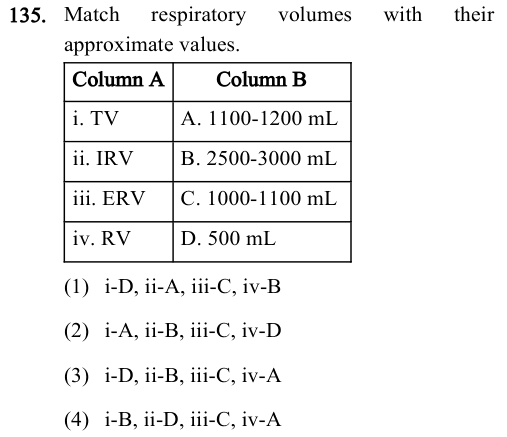 135. Match respiratory volumes with their
approximate values.
Column A Column B
i. TV A. 1100-1200 mL
ii. IRV B. 2500-3000 mL
iii. ERV C. 1000-1100 mL
iv. RV D. 500 mL
(1) i-D, ii-A, iii-C, iv-B
(2) i-A, ii-B, iii-C, iv-D
(3) i-D, ii-B, iii-C, iv-A
(4) i-B, ii-D, iii-C, iv-A